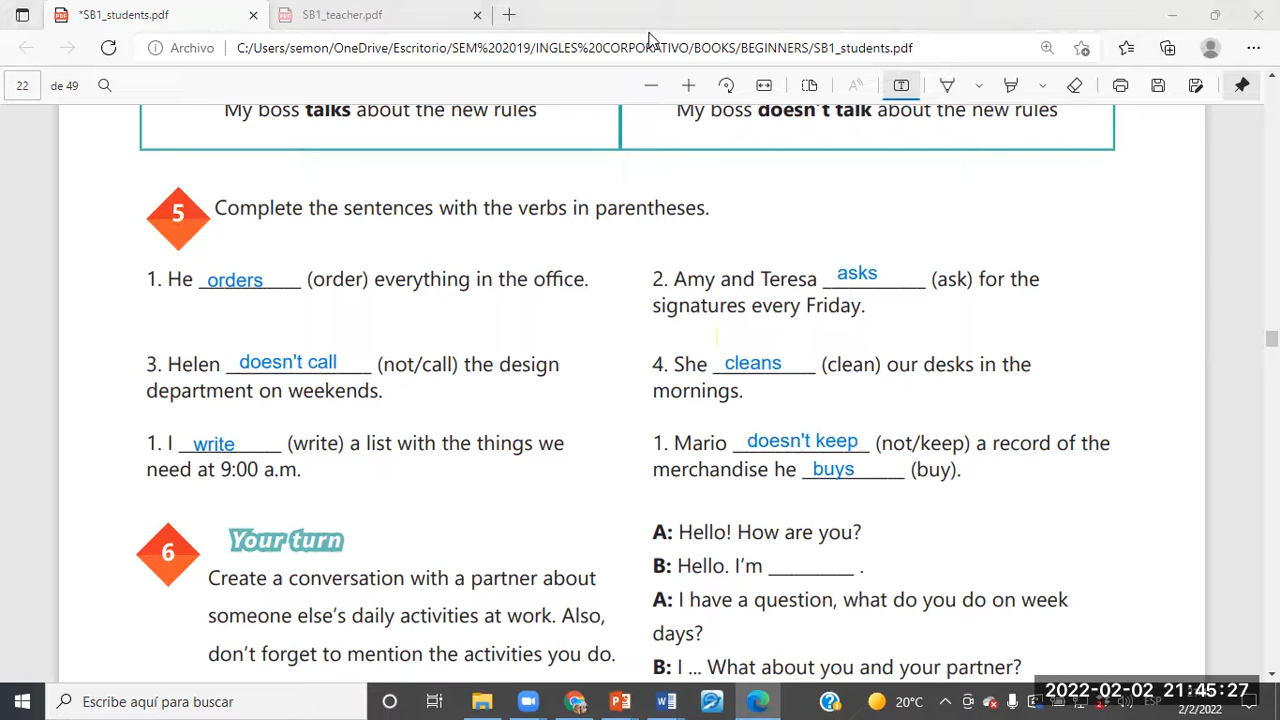 *SB1_students.pdf
SB1_teacher.pdf
Archivo
C:/Users/semon/OneDrive/Escritorio/SEM%202019/INGLES%20CORPORATIVO/BOOKS/BEGINNERS/SB1_students.pdf
22 de 49
My boss talks about the new rules
My boss doesn't talk about the new rules
5
Complete the sentences with the verbs in parentheses.
1. He orders (order) everything in the office.
2. Amy and Teresa asks (ask) for the
signatures every Friday.
3. Helen doesn't call (not/call) the design
department on weekends.
4. She cleans (clean) our desks in the
mornings.
1. I write (write) a list with the things we
need at 9:00 a.m.
1. Mario doesn't keep (not/keep) a record of the
merchandise he buys (buy).
6
Your turn
Create a conversation with a partner about
someone else's daily activities at work. Also,
don't forget to mention the activities you do.
A: Hello! How are you?
B: Hello. I'm _________ .
A: I have a question, what do you do on week
days?
B: I ... What about you and your partner?
Escribe aquí para buscar
20°C
ESP
2022-02-02 21:45:27
2/2/2022